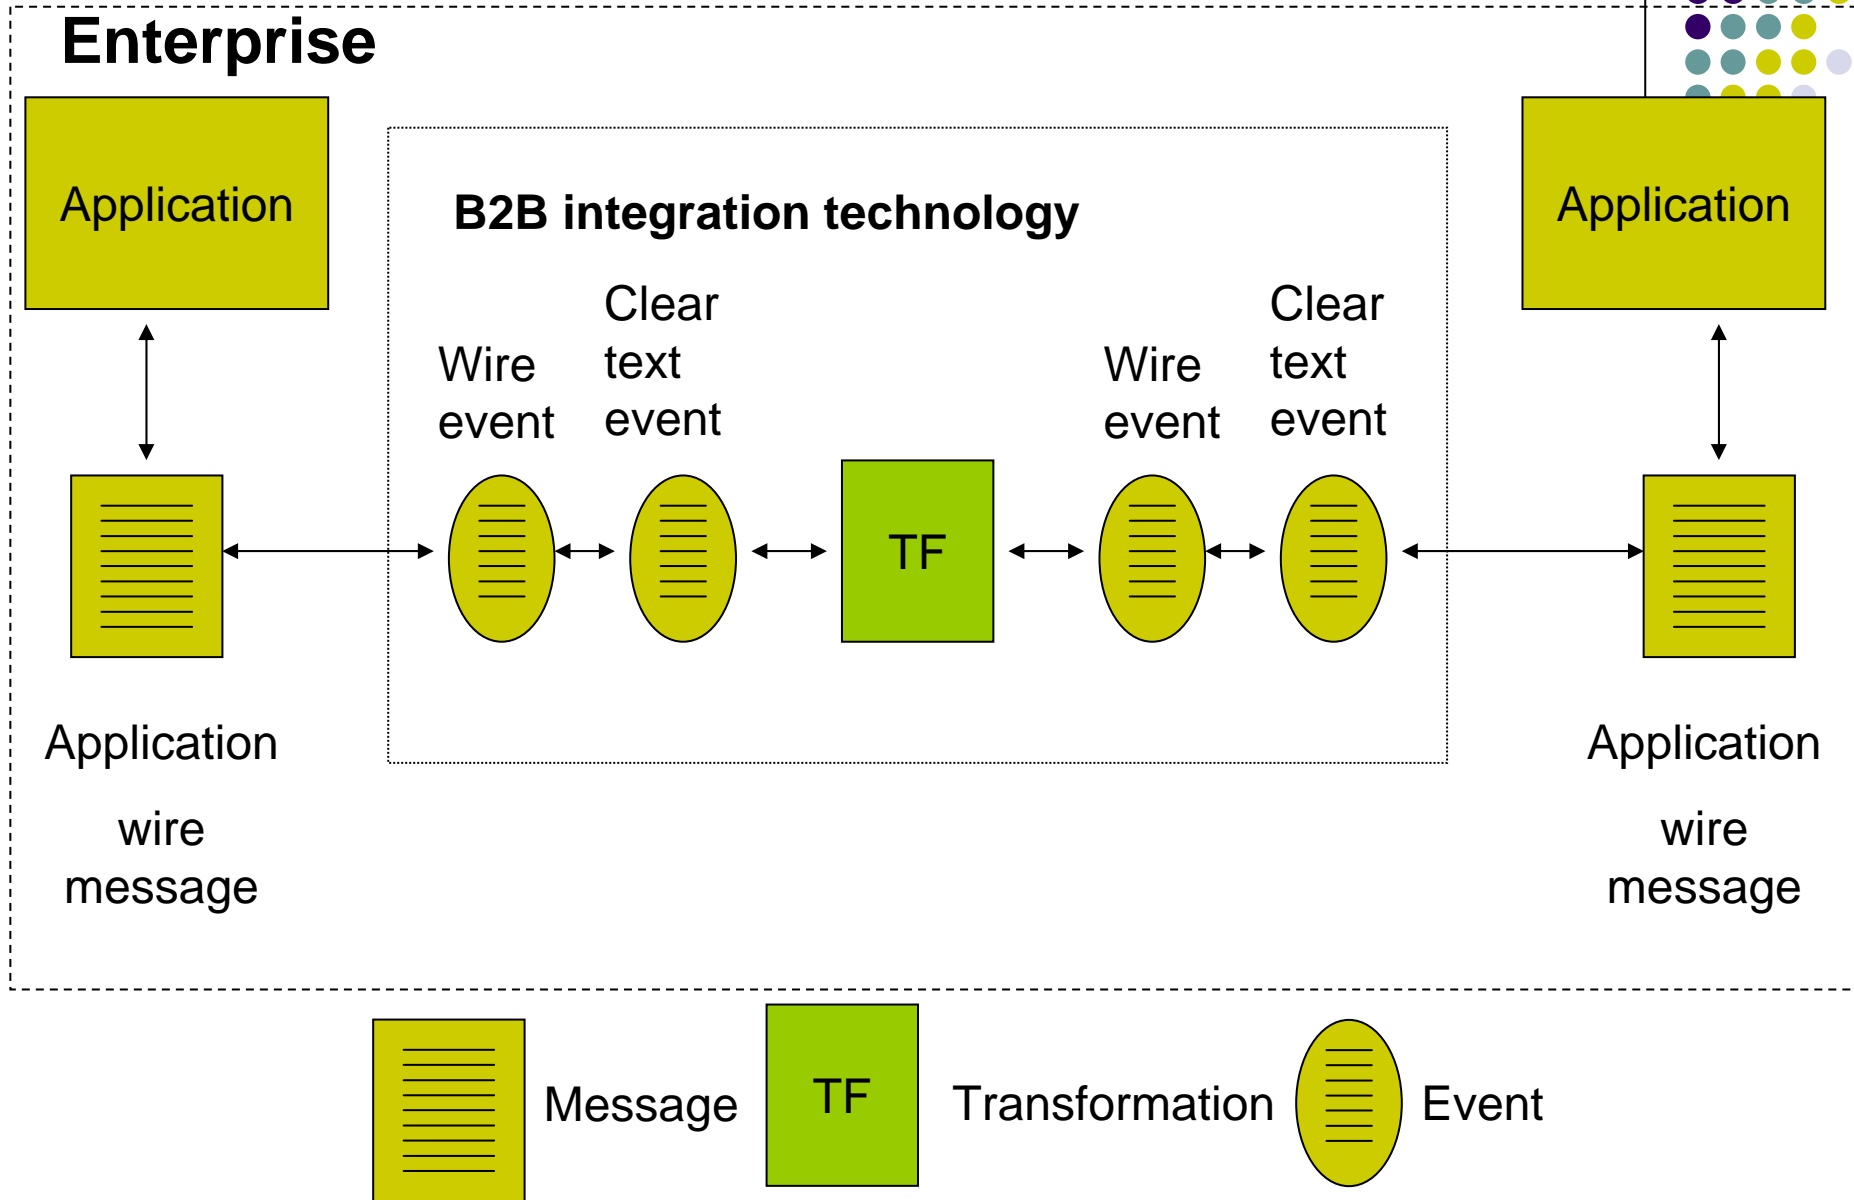 Enterprise
Application
Application
B2B integration technology
Wire
event
Clear
text
event
Wire
event
Clear
text
event
TF
Application
wire
message
Application
wire
message
Message
TF
Transformation
Event